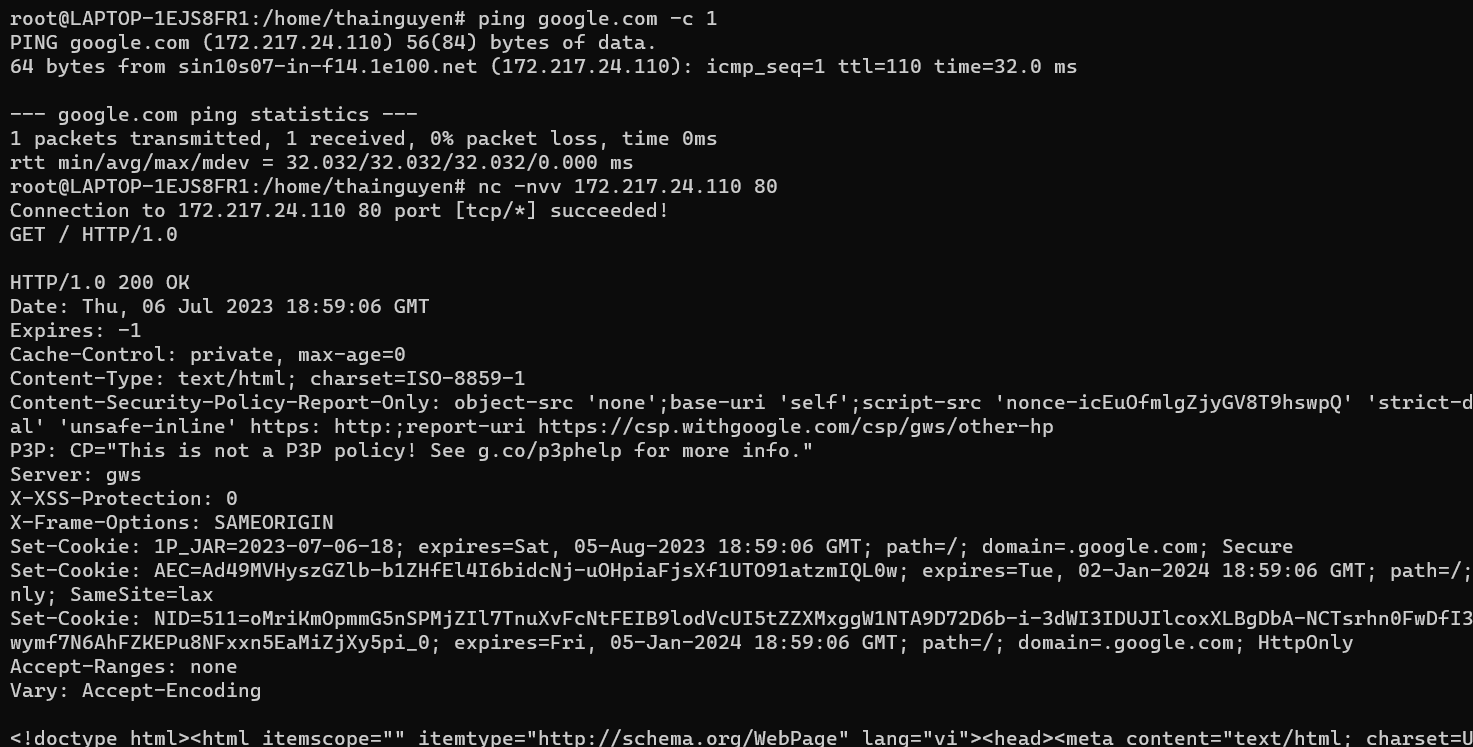 root@LAPTOP-1EJS8FR1:/home/thainguyen# ping google.com -c 1
PING google.com (172.217.24.110) 56(84) bytes of data.
64 bytes from sin10s07-in-f14.1e100.net (172.217.24.110): icmp_seq=1 ttl=110 time=32.0 ms
--- google.com ping statistics ---
1 packets transmitted, 1 received, 0% packet loss, time 0ms
rtt min/avg/max/mdev = 32.032/32.032/32.032/0.000 ms
root@LAPTOP-1EJS8FR1:/home/thainguyen# nc -nvv 172.217.24.110 80
Connection to 172.217.24.110 80 port [tcp/*] succeeded!
GET / HTTP/1.0
HTTP/1.0 200 OK
Date: Thu, 06 Jul 2023 18:59:06 GMT
Expires: -1
Cache-Control: private, max-age=0
Content-Type: text/html; charset=ISO-8859-1
Content-Security-Policy-Report-Only: object-src 'none';base-uri 'self';script-src 'nonce-icEuOfmlgZjyGV8T9hswpQ' 'strict-d
al' 'unsafe-inline' https: http:;report-uri https://csp.withgoogle.com/csp/gws/other-hp
P3P: CP="This is not a P3P policy! See g.co/p3phelp for more info."
Server: gws
X-XSS-Protection: 0
X-Frame-Options: SAMEORIGIN
Set-Cookie: 1P_JAR=2023-07-06-18; expires=Sat, 05-Aug-2023 18:59:06 GMT; path=/; domain=.google.com; Secure
Set-Cookie: AEC=Ad49MVHyszGZlb-b1ZHfEl4I6bidcNj-uOHpiaFjsXf1UTO91atzmIQL0w; expires=Tue, 02-Jan-2024 18:59:06 GMT; path=/;
nly; SameSite=lax
Set-Cookie: NID=511=oMriKmOpmmG5nSPMjZIl7TnuXvFcNtFEIB9lodVcUI5tZZXMxggW1NTA9D72D6b-i-3dWI3IDUJIlcoxXLBgDbA-NCTsrhn0FwDfI3
wymf7N6AhFZKEPu8NFxxn5EaMiZjXy5pi_0; expires=Fri, 05-Jan-2024 18:59:06 GMT; path=/; domain=.google.com; HttpOnly
Accept-Ranges: none
Vary: Accept-Encoding
<!doctype html><html itemscope="" itemtype="http://schema.org/WebPage" lang="vi"><head><meta content="text/html; charset=U